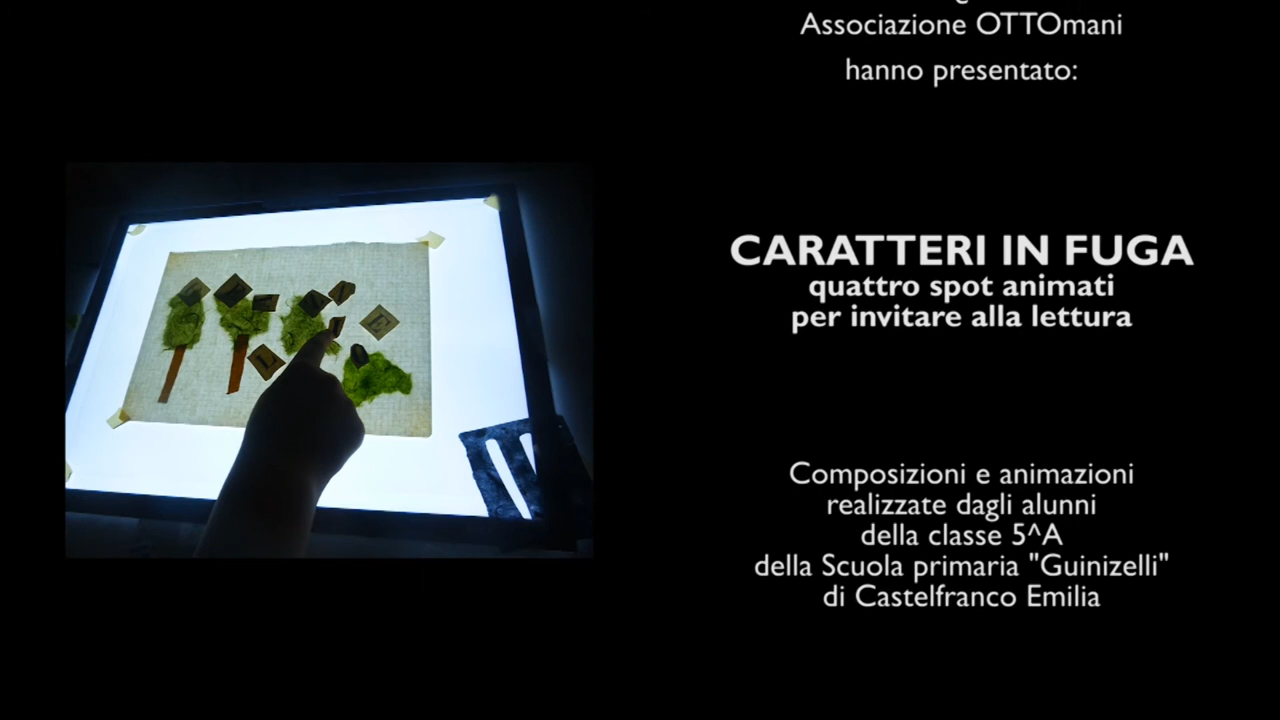 Associazione OTTOmani
hanno presentato:
CARATTERI IN FUGA
quattro spot animati
per invitare alla lettura
Composizioni e animazioni
realizzate dagli alunni
della classe 5^A
della Scuola primaria "Guinizelli"
di Castelfranco Emilia
L
E